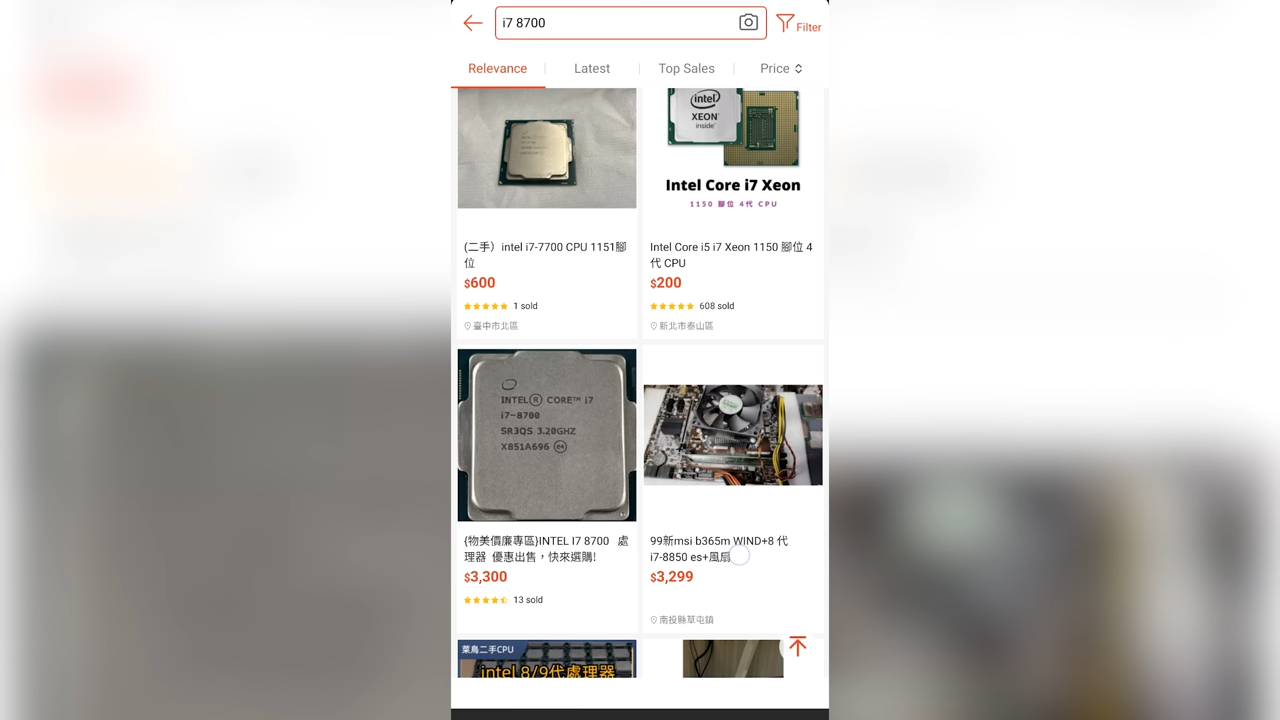 i7 8700
Filter
Relevance
Latest
Top Sales
Price
intel
XEON
inside
Intel Core i7 Xeon
1150 腳位 4代 CPU
(二手）intel i7-7700 CPU 1151腳
位
$600
1 sold
臺中市北區
Intel Core i5 i7 Xeon 1150 腳位 4
代 CPU
$200
608 sold
新北市泰山區
INTEL® CORE™ i7
i7-8700
SR3QS 3.20GHZ
X851A696 e4
{物美價廉專區}INTEL I7 8700 處
理器 優惠出售，快來選購!
$3,300
13 sold
99新msi b365m WIND+8 代
i7-8850 es+風扇
$3,299
南投縣草屯鎮
菜鳥二手CPU
intel 8/9代處理器